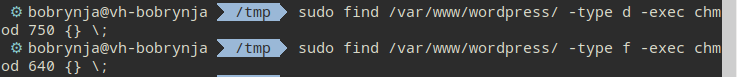 ⚙ bobrynja@vh-bobrynja /tmp sudo find /var/www/wordpress/ -type d -exec chm
od 750 {} \;
⚙ bobrynja@vh-bobrynja /tmp sudo find /var/www/wordpress/ -type f -exec chm
od 640 {} \;